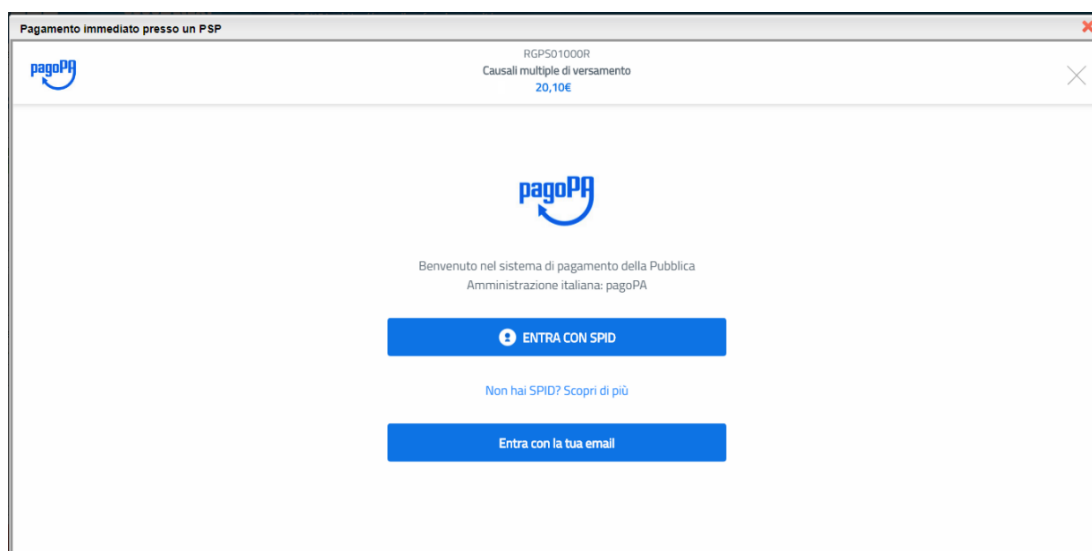 Pagamento immediato presso un PSP
pagoPA
RGPS01000R
Causali multiple di versamento
20,10€
pagoPA
Benvenuto nel sistema di pagamento della Pubblica
Amministrazione italiana: pagoPA
ENTRA CON SPID
Non hai SPID? Scopri di più
Entra con la tua email